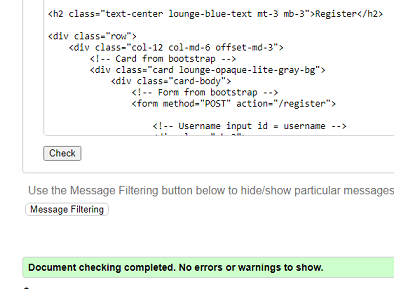 <h2 class="text-center lounge-blue-text mt-3 mb-3">Register</h2>
<div class="row">
<div class="col-12 col-md-6 offset-md-3">
<!-- Card from bootstrap -->
<div class="card lounge-opaque-lite-gray-bg">
<div class="card-body">
<!-- Form from bootstrap -->
<form method="POST" action="/register">
<!-- Username input id = username -->
Check
Use the Message Filtering button below to hide/show particular messages
Message Filtering
Document checking completed. No errors or warnings to show.